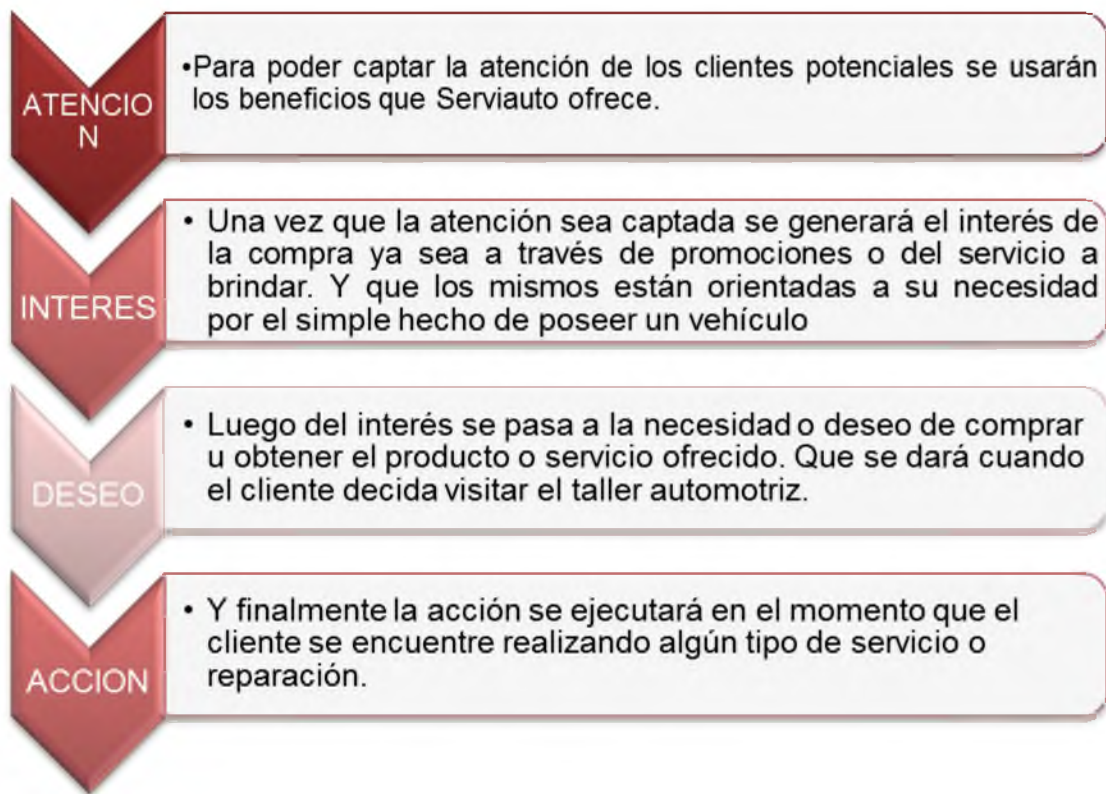 ATENCIO
N
•Para poder captar la atención de los clientes potenciales se usarán
los beneficios que Serviauto ofrece.
INTERES
• Una vez que la atención sea captada se generará el interés de
la compra ya sea a través de promociones o del servicio a
brindar. Y que los mismos están orientadas a su necesidad
por el simple hecho de poseer un vehículo
DESEO
• Luego del interés se pasa a la necesidad o deseo de comprar
u obtener el producto o servicio ofrecido. Que se dará cuando
el cliente decida visitar el taller automotriz.
ACCION
• Y finalmente la acción se ejecutará en el momento que el
cliente se encuentre realizando algún tipo de servicio o
reparación.